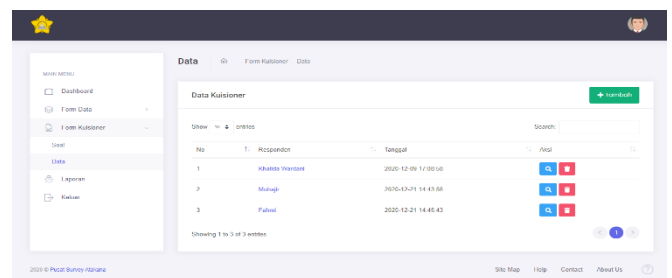 Data Form Kuisioner Data
MAIN MENU
Dashboard
Form Data
Form Kuisioner
Soal
Data
Laporan
Keluar
Data Kuisioner
+ Tambah
Show entries
Search:
No Responden Tanggal Aksi
1 Khalida Wardani 2020-12-09 17:08:58
2 2020-12-21 14:43:58
3 Fahmi 2020-12-21 14:45:43
Showing 1 to 3 of 3 entries
1
2020 © Pusat Survey
Site Map Help Contact About Us